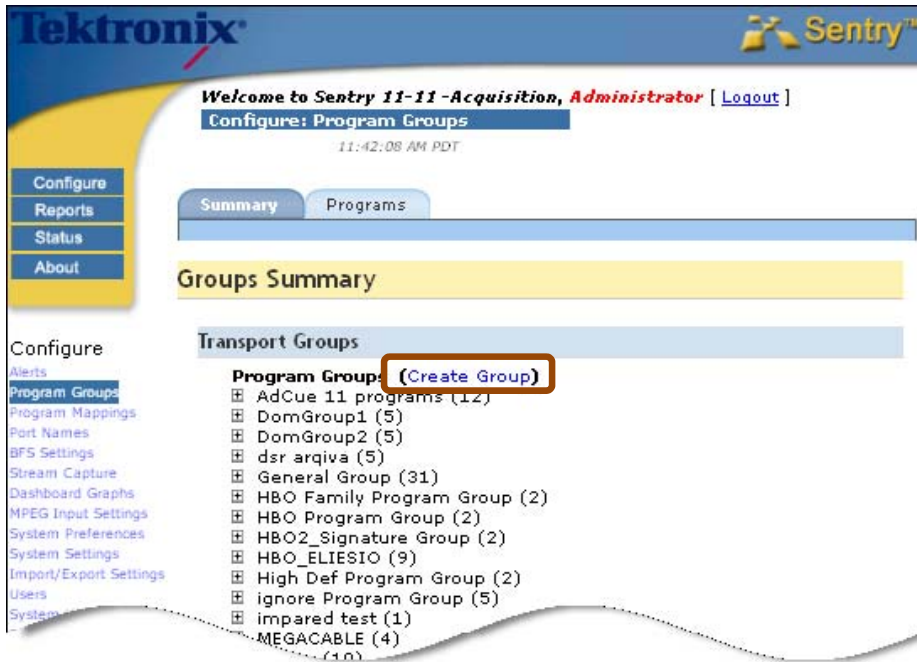 Tektronix
Sentry™
Welcome to Sentry 11-11 -Acquisition, Administrator [ Logout ]
Configure: Program Groups
11:42:08 AM PDT
Configure
Reports
Status
About
Summary
Programs
Groups Summary
Configure
Alerts
Program Groups
Program Mappings
Port Names
BFS Settings
Stream Capture
Dashboard Graphs
MPEG Input Settings
System Preferences
System Settings
Import/Export Settings
Users
System
Transport Groups
Program Groups (Create Group)
AdCue 11 programs (12)
DomGroup1 (5)
DomGroup2 (5)
dsr arqiva (5)
General Group (31)
HBO Family Program Group (2)
HBO Program Group (2)
HBO2_Signature Group (2)
HBO_ELIESIO (9)
High Def Program Group (2)
ignore Program Group (5)
impared test (1)
MEGACABLE (4)
(10)